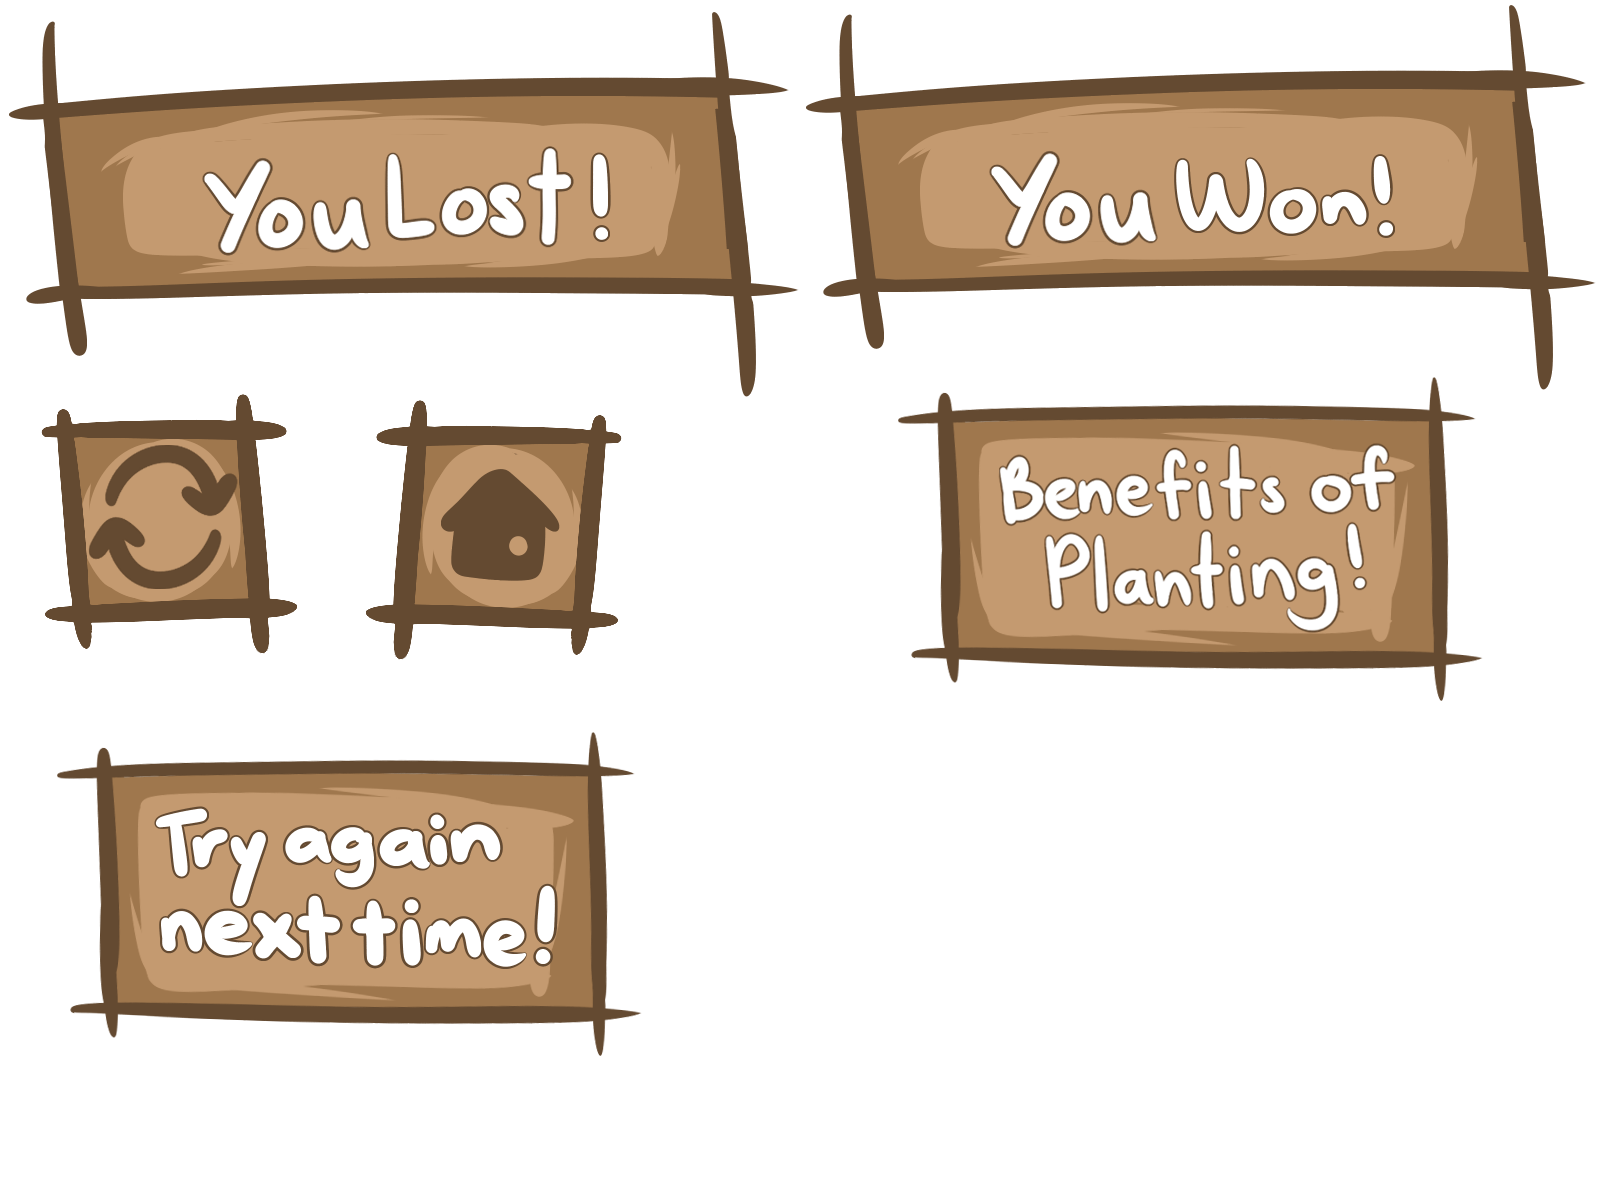 You Lost!
You Won!
Benefits of
Planting!
Try again
next time!